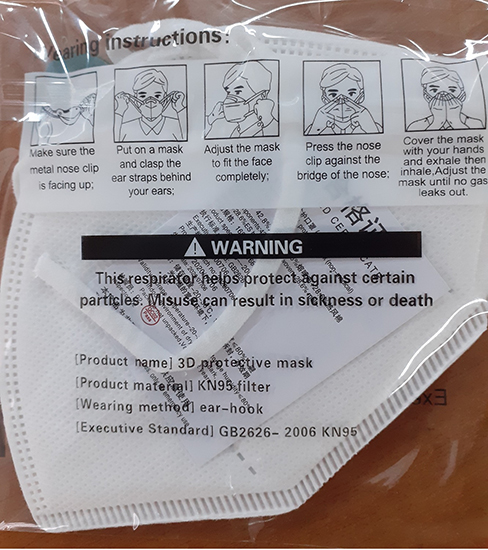 Wearing instructions:
Make sure the
metal nose clip
is facing up;
Put on a mask
and clasp the
ear straps behind
your ears;
Adjust the mask
to fit the face
completely;
Press the nose
clip against the
bridge of the nose;
Cover the mask
with your hands
and exhale then
inhale,Adjust the
mask until no gas
leaks out.
WARNING
This respirator helps protect against certain
particles. Misuse can result in sickness or death
[Product name] 3D protective mask
[Product material] KN95 filter
[Wearing method] ear-hook
[Executive Standard] GB2626- 2006 KN95